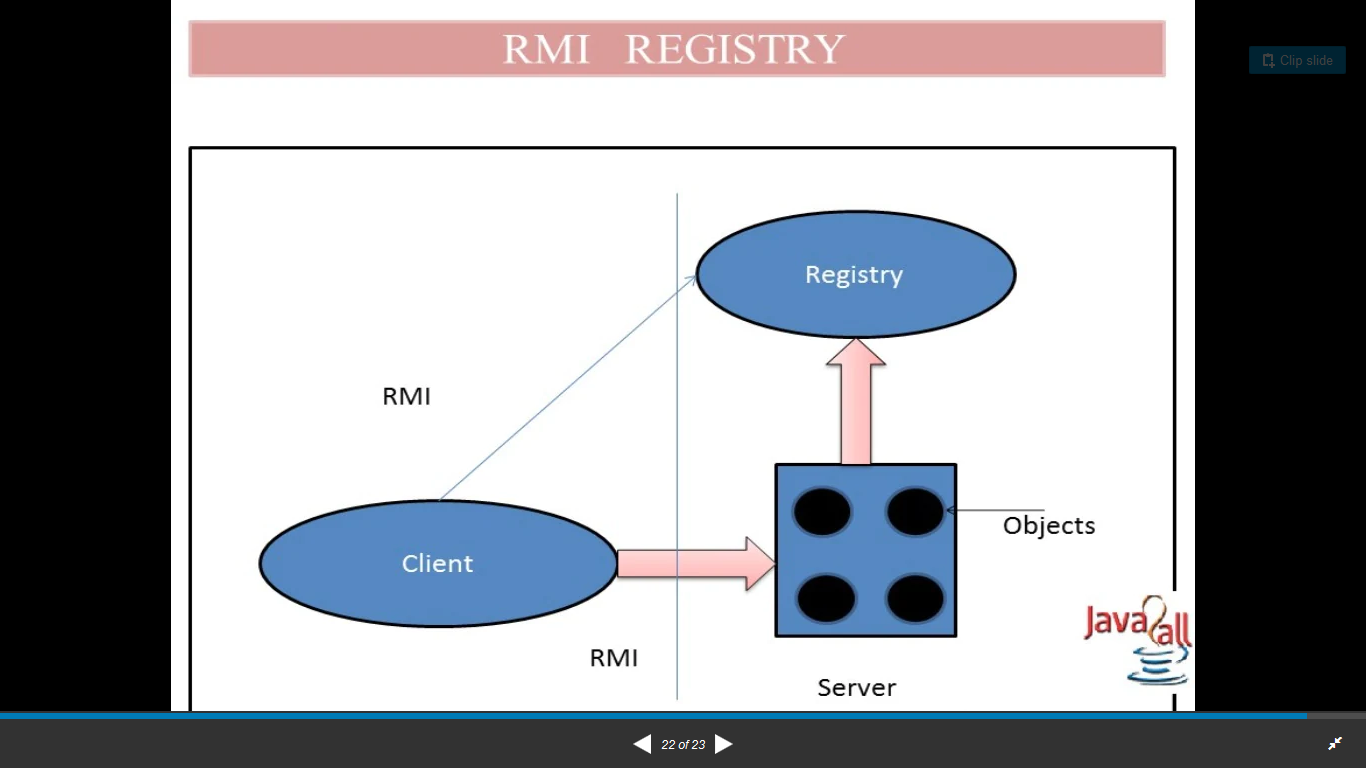 RMI REGISTRY
Clip slide
Registry
RMI
Objects
Client
Java2all
RMI
Server
22 of 23